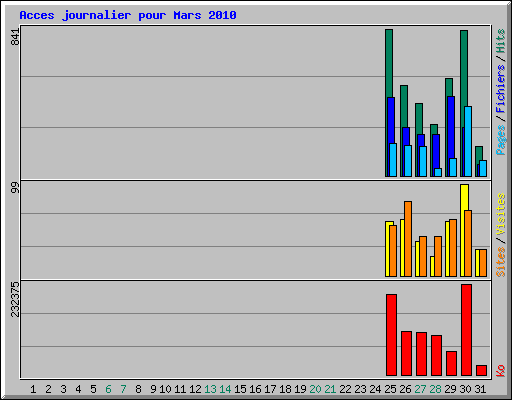 Acces journalier pour Mars 2010
841
Pages / Fichiers / Hits
99
Sites / Visites
232375
Ko
1 2 3 4 5 6 7 8 9 10 11 12 13 14 15 16 17 18 19 20 21 22 23 24 25 26 27 28 29 30 31